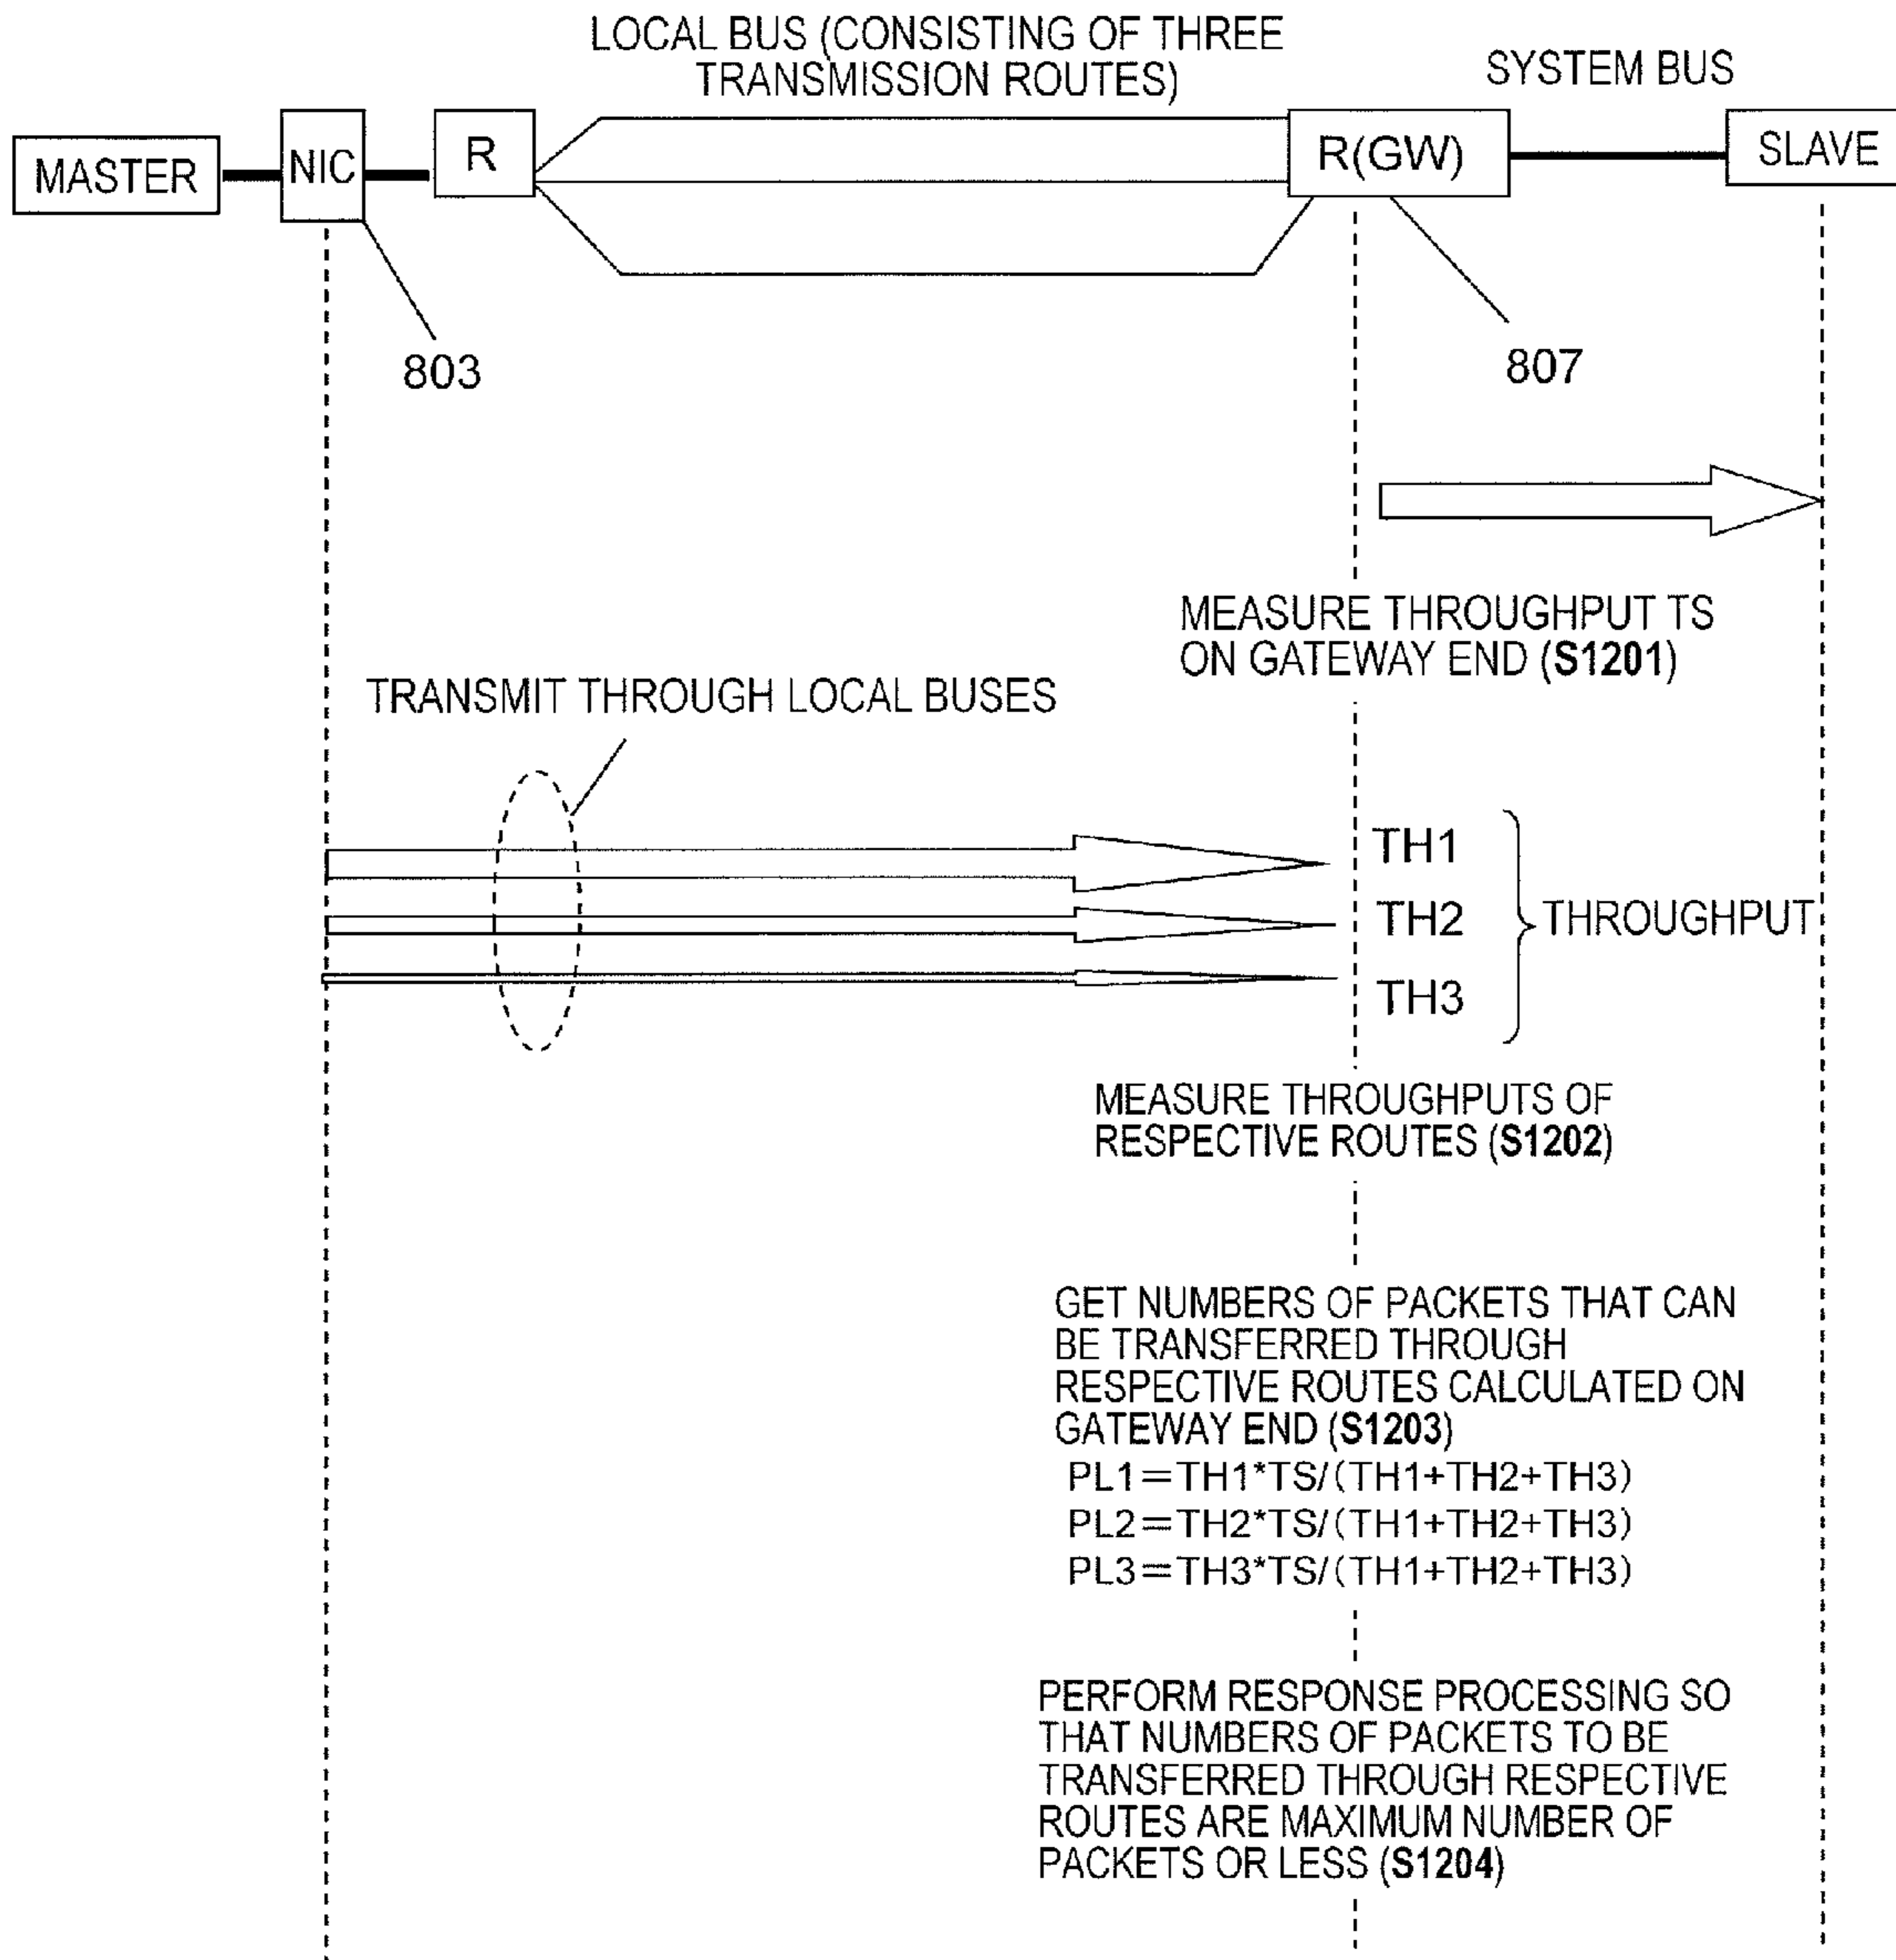 LOCAL BUS (CONSISTING OF THREE
TRANSMISSION ROUTES)
SYSTEM BUS
MASTER
NIC
R
R(GW)
SLAVE
803
807
MEASURE THROUGHPUT TS
ON GATEWAY END (S1201)
TRANSMIT THROUGH LOCAL BUSES
TH1
TH2
THROUGHPUT
TH3
MEASURE THROUGHPUTS OF
RESPECTIVE ROUTES (S1202)
GET NUMBERS OF PACKETS THAT CAN
BE TRANSFERRED THROUGH
RESPECTIVE ROUTES CALCULATED ON
GATEWAY END (S1203)
PL1=TH1*TS/(TH1+TH2+TH3)
PL2=TH2*TS/(TH1+TH2+TH3)
PL3=TH3*TS/(TH1+TH2+TH3)
PERFORM RESPONSE PROCESSING SO
THAT NUMBERS OF PACKETS TO BE
TRANSFERRED THROUGH RESPECTIVE
ROUTES ARE MAXIMUM NUMBER OF
PACKETS OR LESS (S1204)